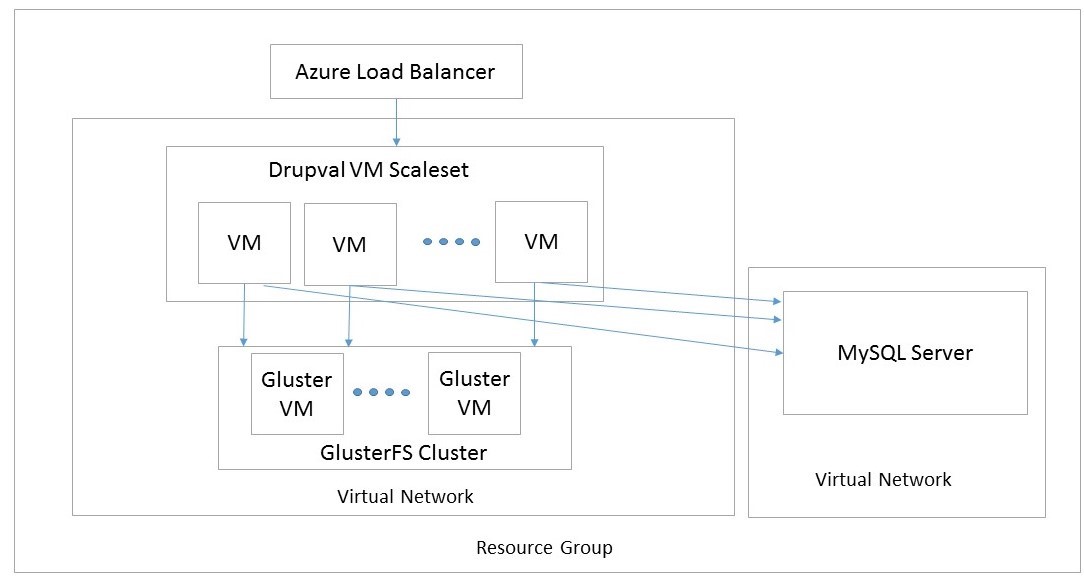 Azure Load Balancer
Drupval VM Scaleset
VM
VM
VM
MySQL Server
Gluster
VM
Gluster
VM
GlusterFS Cluster
Virtual Network
Virtual Network
Resource Group